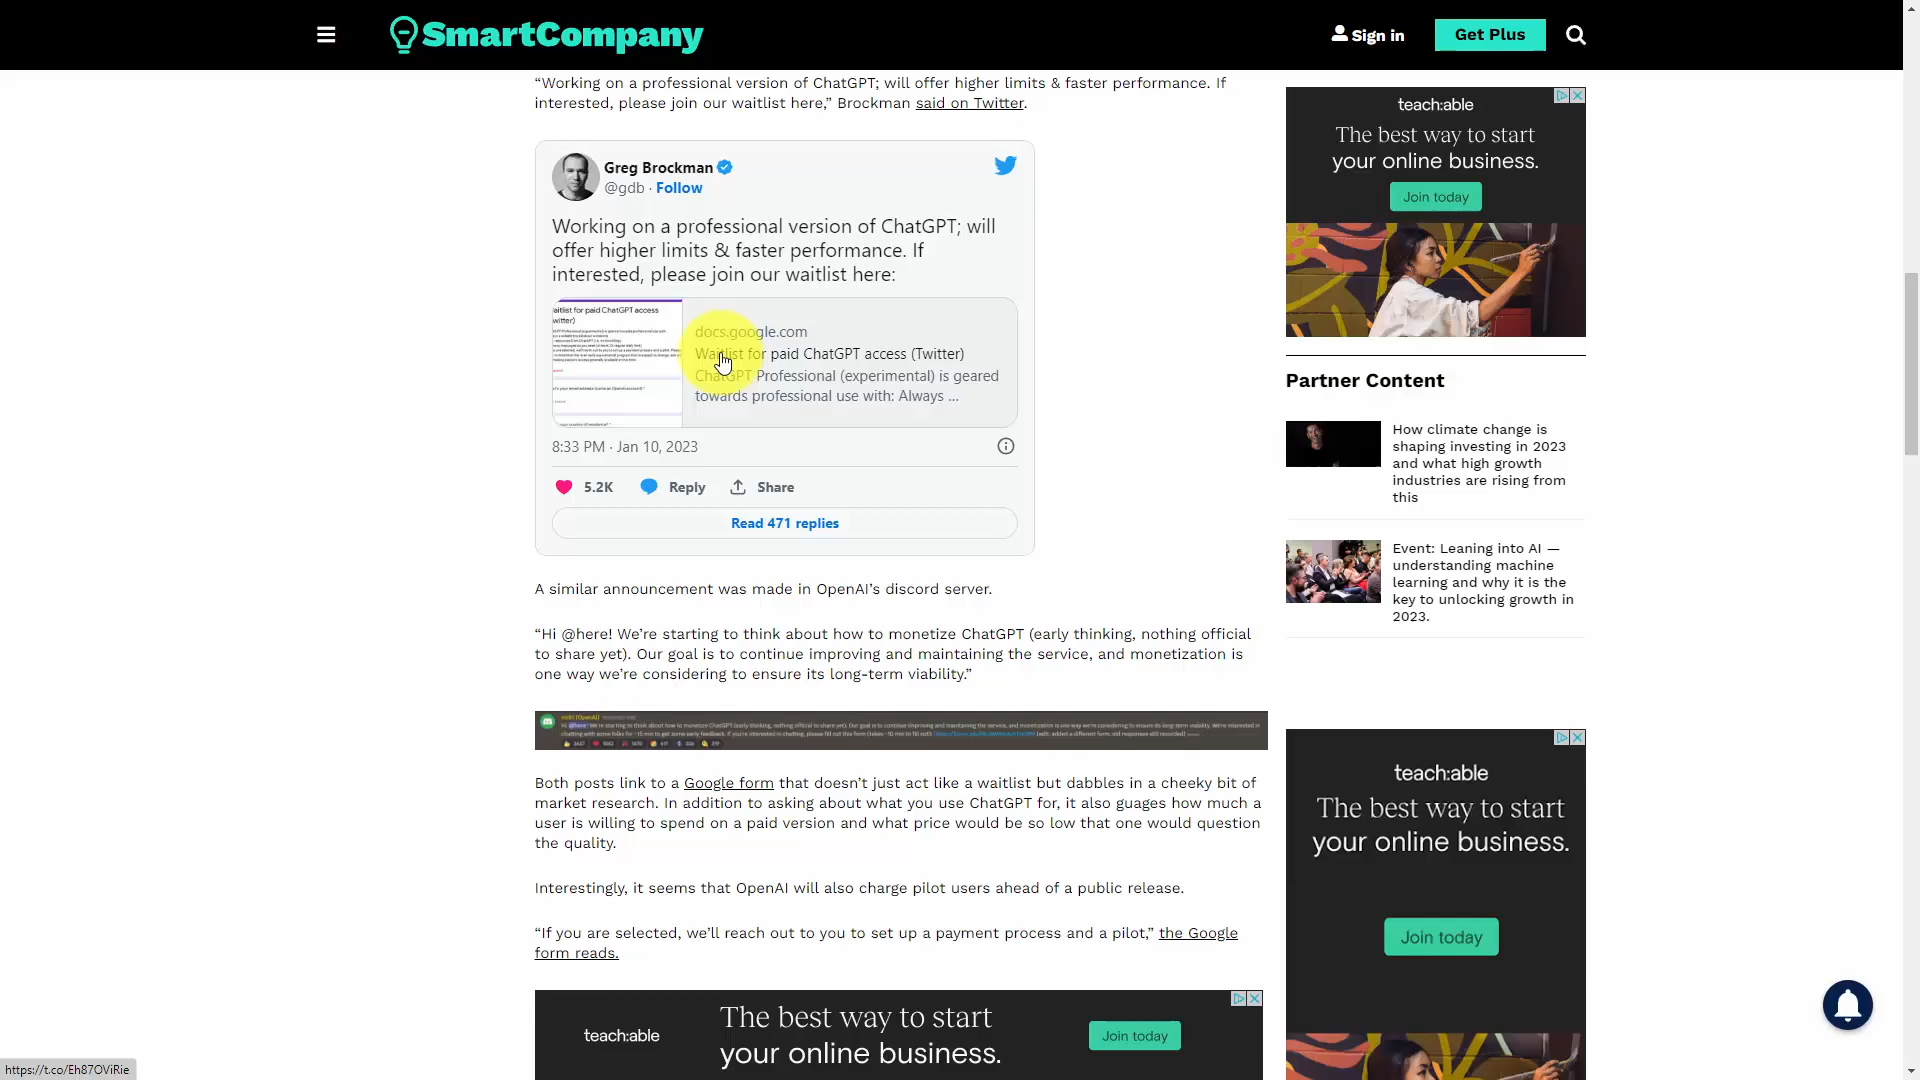 SmartCompany
Sign in
Get Plus
“Working on a professional version of ChatGPT; will offer higher limits & faster performance. If
interested, please join our waitlist here,” Brockman said on Twitter.
Greg Brockman
@gdb · Follow
Working on a professional version of ChatGPT; will
offer higher limits & faster performance. If
interested, please join our waitlist here:
aitlist for paid ChatGPT access
witter)
docs.google.com
Waitlist for paid ChatGPT access (Twitter)
ChatGPT Professional (experimental) is geared
towards professional use with: Always ...
8:33 PM · Jan 10, 2023
5.2K Reply Share
Read 471 replies
A similar announcement was made in OpenAI’s discord server.
“Hi @here! We’re starting to think about how to monetize ChatGPT (early thinking, nothing official
to share yet). Our goal is to continue improving and maintaining the service, and monetization is
one way we’re considering to ensure its long-term viability.”
Both posts link to a Google form that doesn’t just act like a waitlist but dabbles in a cheeky bit of
market research. In addition to asking about what you use ChatGPT for, it also guages how much a
user is willing to spend on a paid version and what price would be so low that one would question
the quality.
Interestingly, it seems that OpenAI will also charge pilot users ahead of a public release.
“If you are selected, we’ll reach out to you to set up a payment process and a pilot,” the Google
form reads.
teach:able
The best way to start
your online business.
Join today
teach:able
The best way to start
your online business.
Join today
Partner Content
How climate change is
shaping investing in 2023
and what high growth
industries are rising from
this
Event: Leaning into AI —
understanding machine
learning and why it is the
key to unlocking growth in
2023.
teach:able
The best way to start
your online business.
Join today
https://t.co/Eh87OViRie